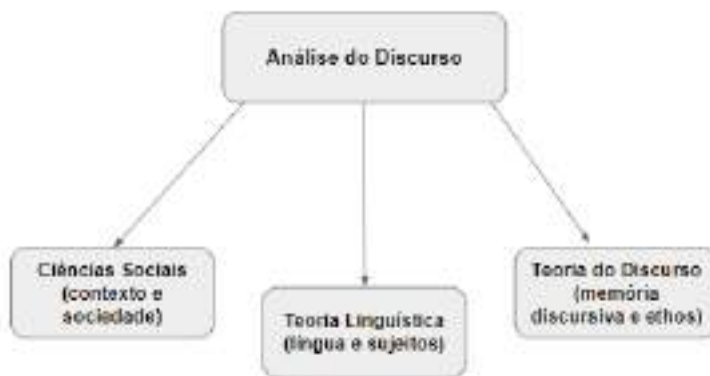 Análise do Discurso
Ciências Sociais
(contexto e
sociedade)
Teoria Linguística
(língua e sujeitos)
Teoria do Discurso
(memória
discursiva e ethos)